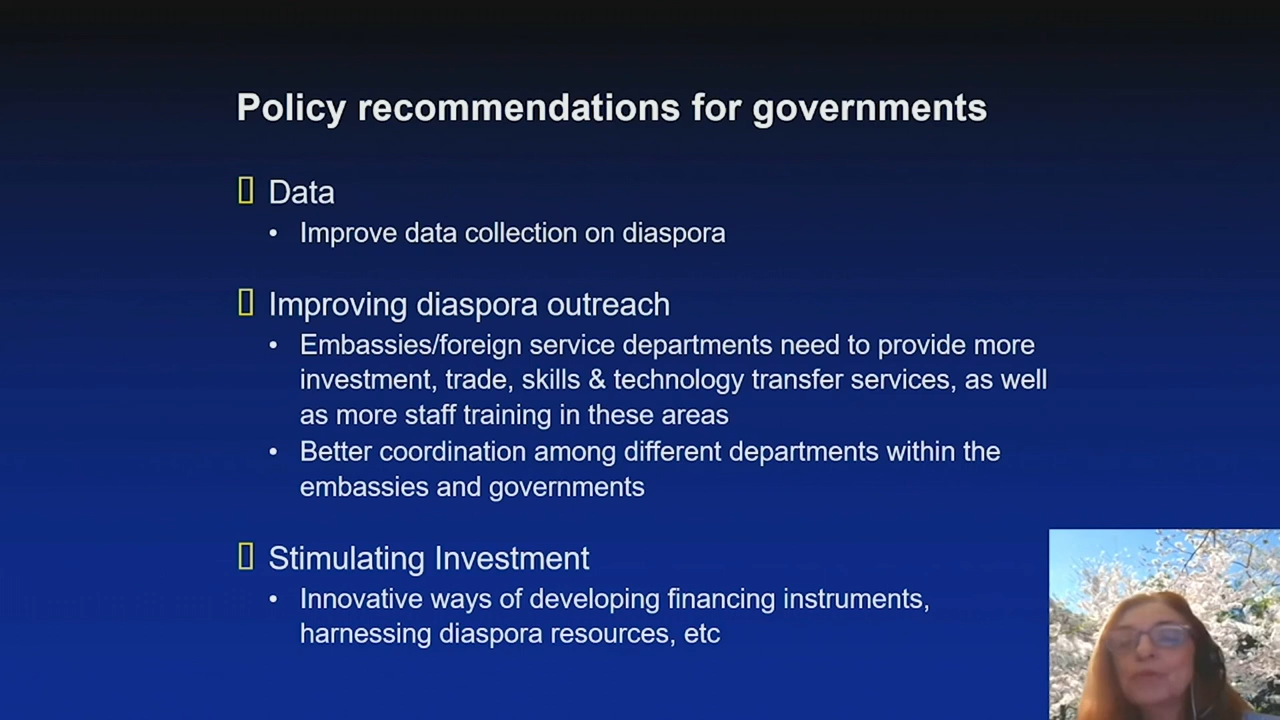 Policy recommendations for governments
Data
• Improve data collection on diaspora
Improving diaspora outreach
• Embassies/foreign service departments need to provide more
investment, trade, skills & technology transfer services, as well
as more staff training in these areas
• Better coordination among different departments within the
embassies and governments
Stimulating Investment
• Innovative ways of developing financing instruments,
harnessing diaspora resources, etc